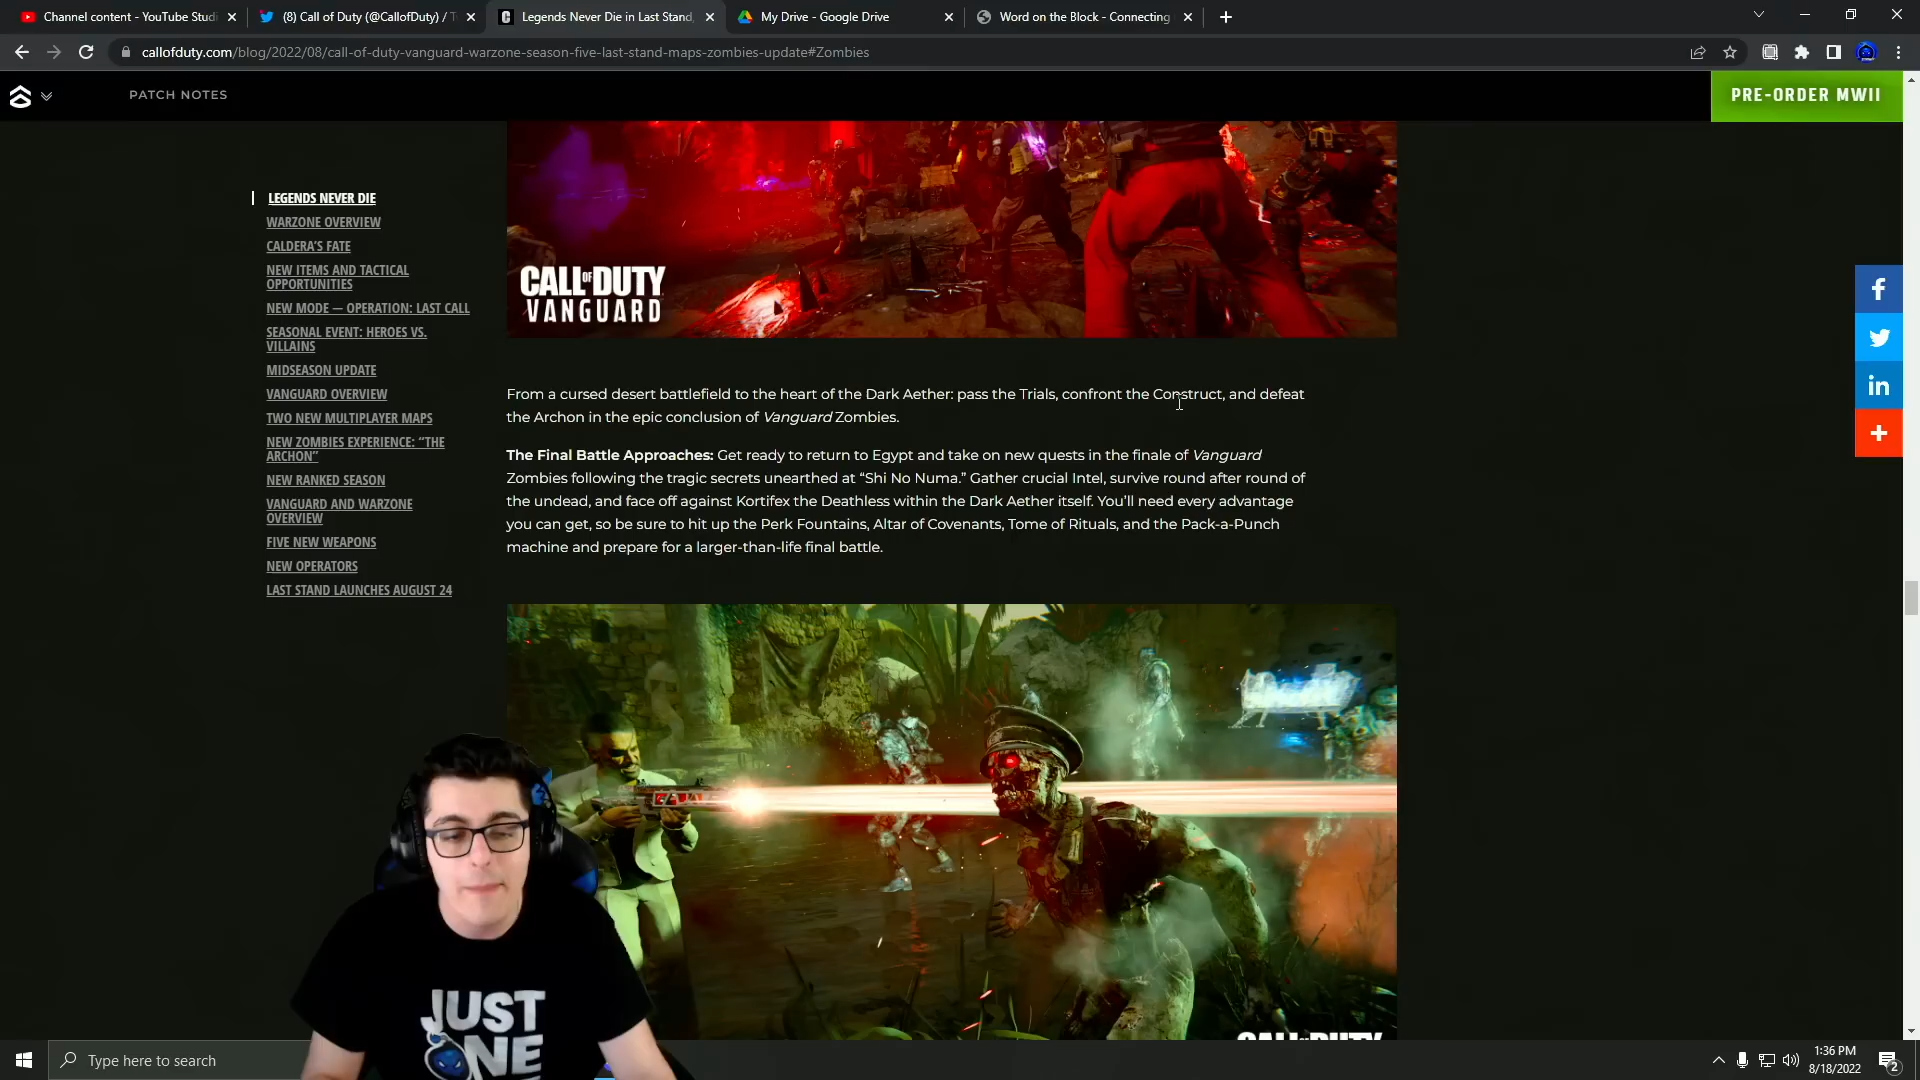 Channel content - YouTube Studi
(8) Call of Duty (@CallofDuty) / T
Legends Never Die in Last Stand,
My Drive - Google Drive
Word on the Block - Connecting
callofduty.com/blog/2022/08/call-of-duty-vanguard-warzone-season-five-last-stand-maps-zombies-update#Zombies
PATCH NOTES
PRE-ORDER MWII
LEGENDS NEVER DIE
WARZONE OVERVIEW
CALDERA'S FATE
NEW ITEMS AND TACTICAL
OPPORTUNITIES
NEW MODE — OPERATION: LAST CALL
SEASONAL EVENT: HEROES VS.
VILLAINS
MIDSEASON UPDATE
VANGUARD OVERVIEW
TWO NEW MULTIPLAYER MAPS
NEW ZOMBIES EXPERIENCE: “THE
ARCHON”
NEW RANKED SEASON
VANGUARD AND WARZONE
OVERVIEW
FIVE NEW WEAPONS
NEW OPERATORS
LAST STAND LAUNCHES AUGUST 24
CALL OF DUTY
VANGUARD
From a cursed desert battlefield to the heart of the Dark Aether: pass the Trials, confront the Construct, and defeat
the Archon in the epic conclusion of Vanguard Zombies.
The Final Battle Approaches: Get ready to return to Egypt and take on new quests in the finale of Vanguard
Zombies following the tragic secrets unearthed at “Shi No Numa.” Gather crucial Intel, survive round after round of
the undead, and face off against Kortifex the Deathless within the Dark Aether itself. You’ll need every advantage
you can get, so be sure to hit up the Perk Fountains, Altar of Covenants, Tome of Rituals, and the Pack-a-Punch
machine and prepare for a larger-than-life final battle.
CALL OF DUTY
JUST
ONE
Type here to search
1:36 PM
8/18/2022
2